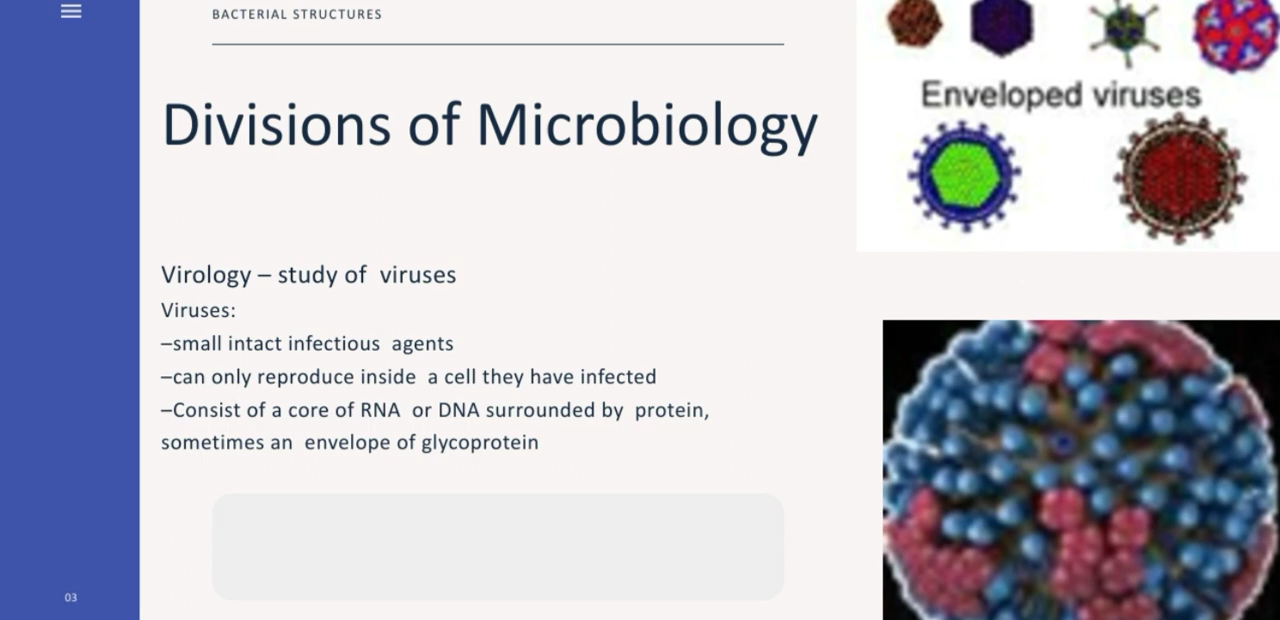 BACTERIAL STRUCTURES
Divisions of Microbiology
Enveloped viruses
Virology – study of viruses
Viruses:
–small intact infectious agents
–can only reproduce inside a cell they have infected
–Consist of a core of RNA or DNA surrounded by protein,
sometimes an envelope of glycoprotein
03